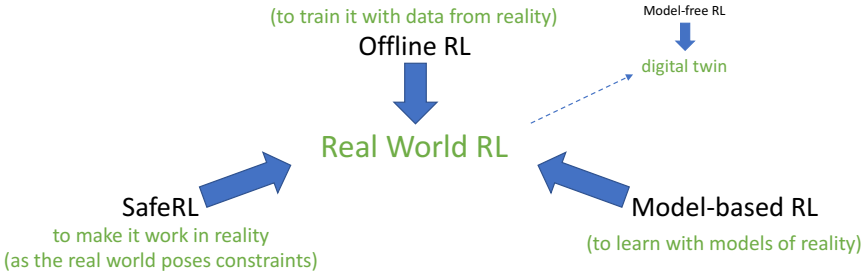 (to train it with data from reality)
Offline RL
Model-free RL
digital twin
Real World RL
SafeRL
to make it work in reality
(as the real world poses constraints)
Model-based RL
(to learn with models of reality)